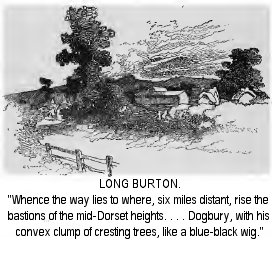 LONG BURTON.
"Whence the way lies to where, six miles distant, rise the
bastions of the mid-Dorset heights. . . . Dogbury, with his
convex clump of cresting trees, like a blue-black wig."